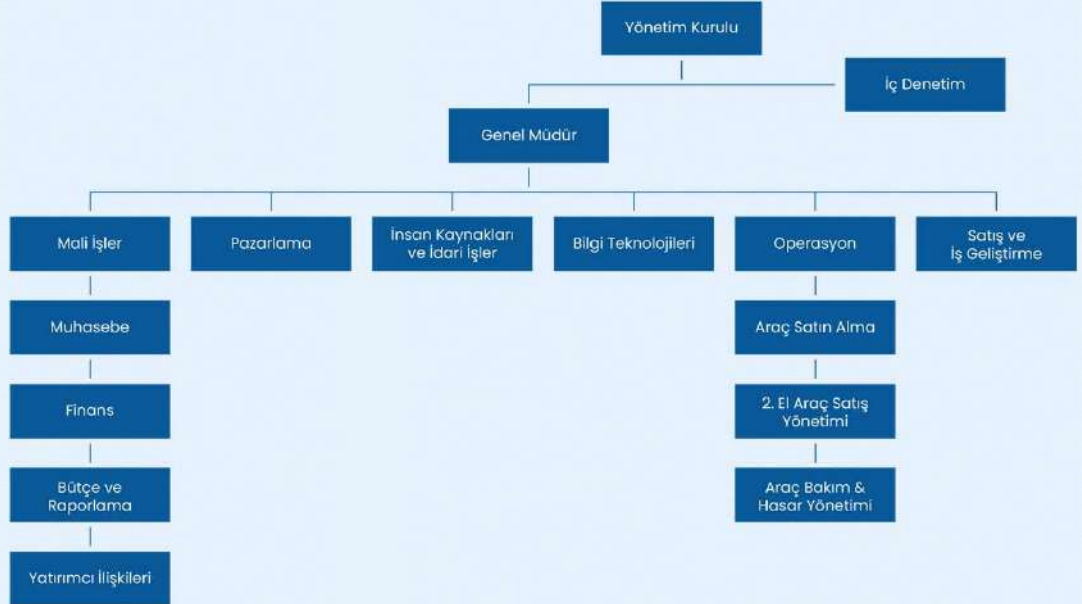 Yönetim Kurulu
İç Denetim
Genel Müdür
Mali İşler
Pazarlama
İnsan Kaynakları
ve İdari İşler
Bilgi Teknolojileri
Operasyon
Satış ve
İş Geliştirme
Muhasebe
Araç Satın Alma
Finans
2. El Araç Satış
Yönetimi
Bütçe ve
Raporlama
Araç Bakım &
Hasar Yönetimi
Yatırımcı İlişkileri